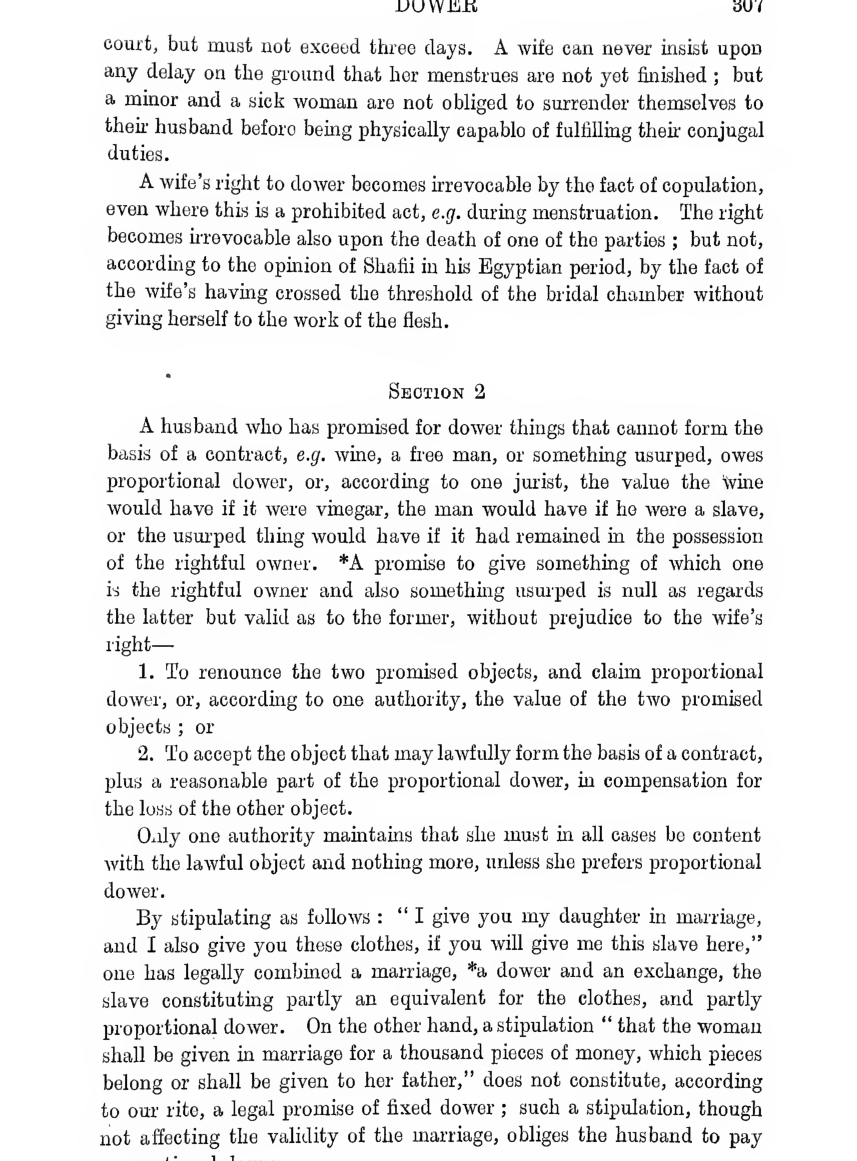 DOWER 307
court, but must not exceed three days. A wife can never insist upon
any delay on the ground that her menstrues are not yet finished ; but
a minor and a sick woman are not obliged to surrender themselves to
their husband before being physically capable of fulfilling their conjugal
duties.
A wife's right to dower becomes irrevocable by the fact of copulation,
even where this is a prohibited act, e.g. during menstruation. The right
becomes irrevocable also upon the death of one of the parties ; but not,
according to the opinion of Shafii in his Egyptian period, by the fact of
the wife's having crossed the threshold of the bridal chamber without
giving herself to the work of the flesh.
SECTION 2
A husband who has promised for dower things that cannot form the
basis of a contract, e.g. wine, a free man, or something usurped, owes
proportional dower, or, according to one jurist, the value the wine
would have if it were vinegar, the man would have if he were a slave,
or the usurped thing would have if it had remained in the possession
of the rightful owner. *A promise to give something of which one
is the rightful owner and also something usurped is null as regards
the latter but valid as to the former, without prejudice to the wife's
right—
1. To renounce the two promised objects, and claim proportional
dower, or, according to one authority, the value of the two promised
objects ; or
2. To accept the object that may lawfully form the basis of a contract,
plus a reasonable part of the proportional dower, in compensation for
the loss of the other object.
Only one authority maintains that she must in all cases be content
with the lawful object and nothing more, unless she prefers proportional
dower.
By stipulating as follows : " I give you my daughter in marriage,
and I also give you these clothes, if you will give me this slave here,"
one has legally combined a marriage, *a dower and an exchange, the
slave constituting partly an equivalent for the clothes, and partly
proportional dower. On the other hand, a stipulation " that the woman
shall be given in marriage for a thousand pieces of money, which pieces
belong or shall be given to her father," does not constitute, according
to our rite, a legal promise of fixed dower ; such a stipulation, though
not affecting the validity of the marriage, obliges the husband to pay